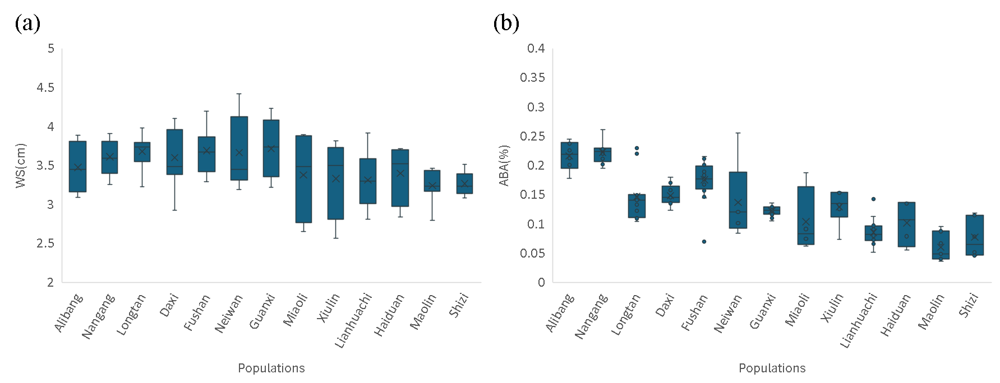 (a)
5
4.5
4
3.5
3
2.5
2
WS(cm)
Alibang
Nangang
Longtan
Daxi
Fushan
Neiwan
Guanxi
Miaoli
Xiulin
Lianhuachi
Haiduan
Maolin
Shizi
Populations
(b)
0.4
0.35
0.3
0.25
0.2
0.15
0.1
0.05
0
ABA(%)
Alibang
Nangang
Longtan
Daxi
Fushan
Neiwan
Guanxi
Miaoli
Xiulin
Lianhuachi
Haiduan
Maolin
Shizi
Populations